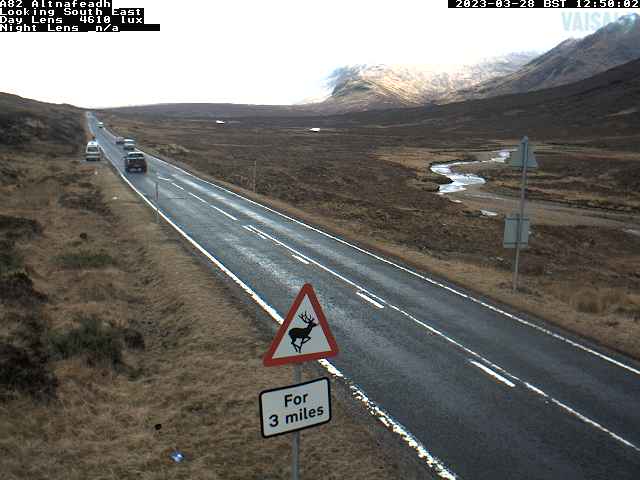 A82 Altnafeadh
Looking South East
Day Lens 4610 lux
Night Lens n/a
2023-03-28 BST 12:50:02
VAISALA
For
3 miles